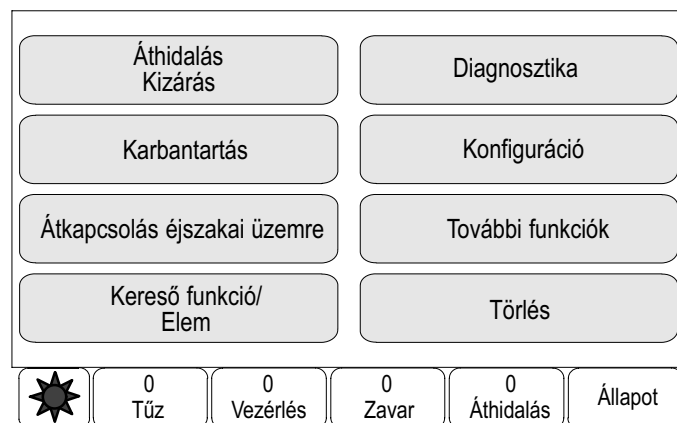 Áthidalás
Kizárás
Diagnosztika
Karbantartás
Konfiguráció
Átkapcsolás éjszakai üzemre
További funkciók
Kereső funkció/
Elem
Törlés
0
Tűz
0
Vezérlés
0
Zavar
0
Áthidalás
Állapot